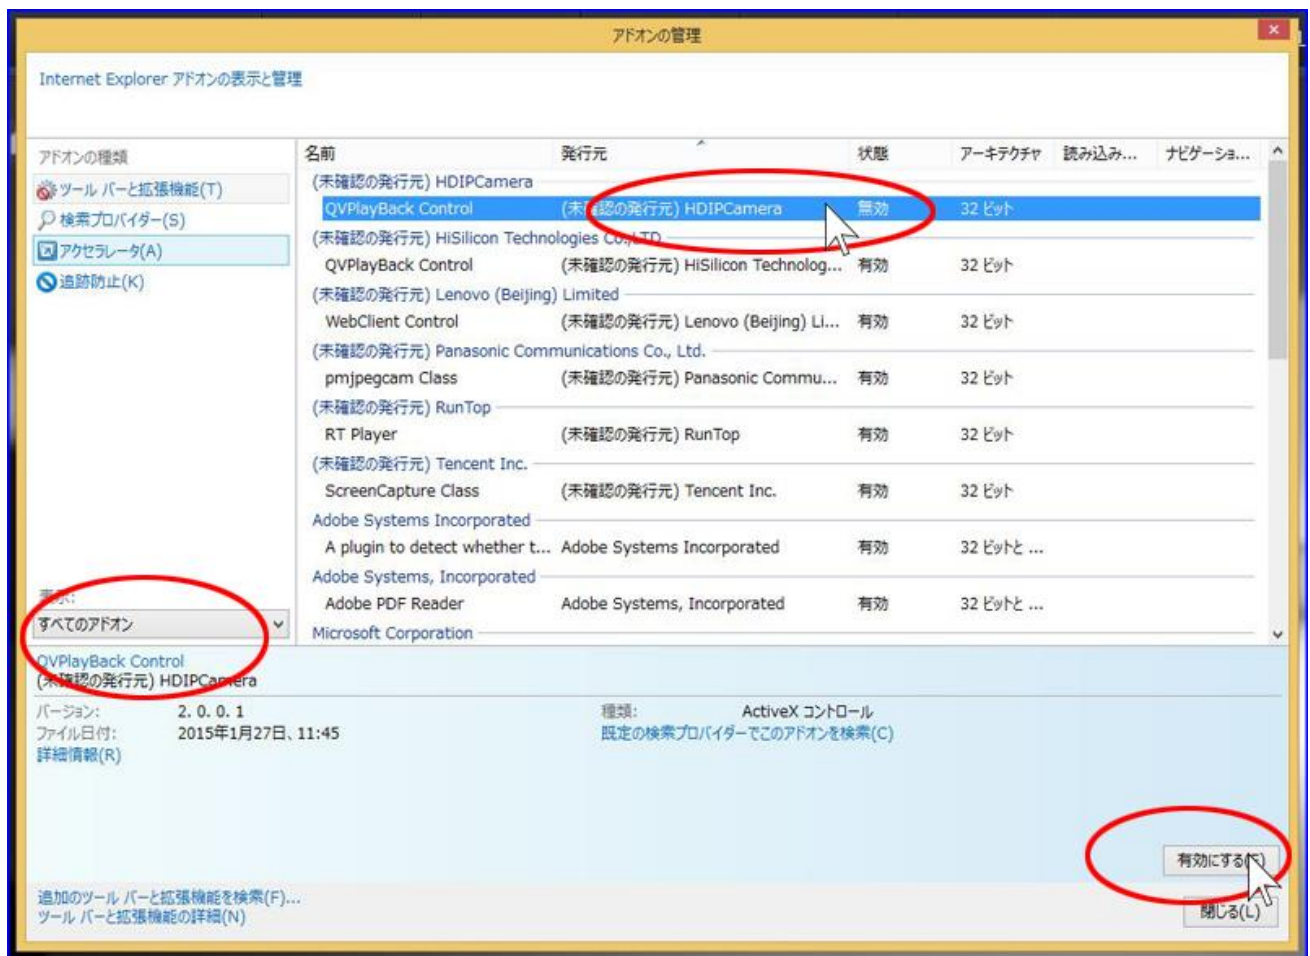 アドオンの管理
Internet Explorer アドオンの表示と管理
アドオンの種類
ツール バーと拡張機能(T)
検索プロバイダー(S)
アクセラレータ(A)
追跡防止(K)
名前 発行元 状態 アーキテクチャ 読み込み... ナビゲーショ...
(未確認の発行元) HDIPCamera
QVPlayBack Control (未確認の発行元) HDIPCamera 無効 32 ビット
(未確認の発行元) HiSilicon Technologies Co.,LTD
QVPlayBack Control (未確認の発行元) HiSilicon Technolog... 有効 32 ビット
(未確認の発行元) Lenovo (Beijing) Limited
WebClient Control (未確認の発行元) Lenovo (Beijing) Li... 有効 32 ビット
(未確認の発行元) Panasonic Communications Co., Ltd.
pmjpegcam Class (未確認の発行元) Panasonic Commu... 有効 32 ビット
(未確認の発行元) RunTop
RT Player (未確認の発行元) RunTop 有効 32 ビット
(未確認の発行元) Tencent Inc.
ScreenCapture Class (未確認の発行元) Tencent Inc. 有効 32 ビット
Adobe Systems Incorporated
A plugin to detect whether t... Adobe Systems Incorporated 有効 32 ビットと ...
Adobe Systems, Incorporated
Adobe PDF Reader Adobe Systems, Incorporated 有効 32 ビットと ...
Microsoft Corporation
表示:
すべてのアドオン
QVPlayBack Control
(未確認の発行元) HDIPCamera
バージョン: 2. 0. 0. 1
ファイル日付: 2015年1月27日、11:45
詳細情報(R)
種類: ActiveX コントロール
既定の検索プロバイダーでこのアドオンを検索(C)
有効にする(E)
追加のツール バーと拡張機能を検索(F)...
ツール バーと拡張機能の詳細(N)
閉じる(L)